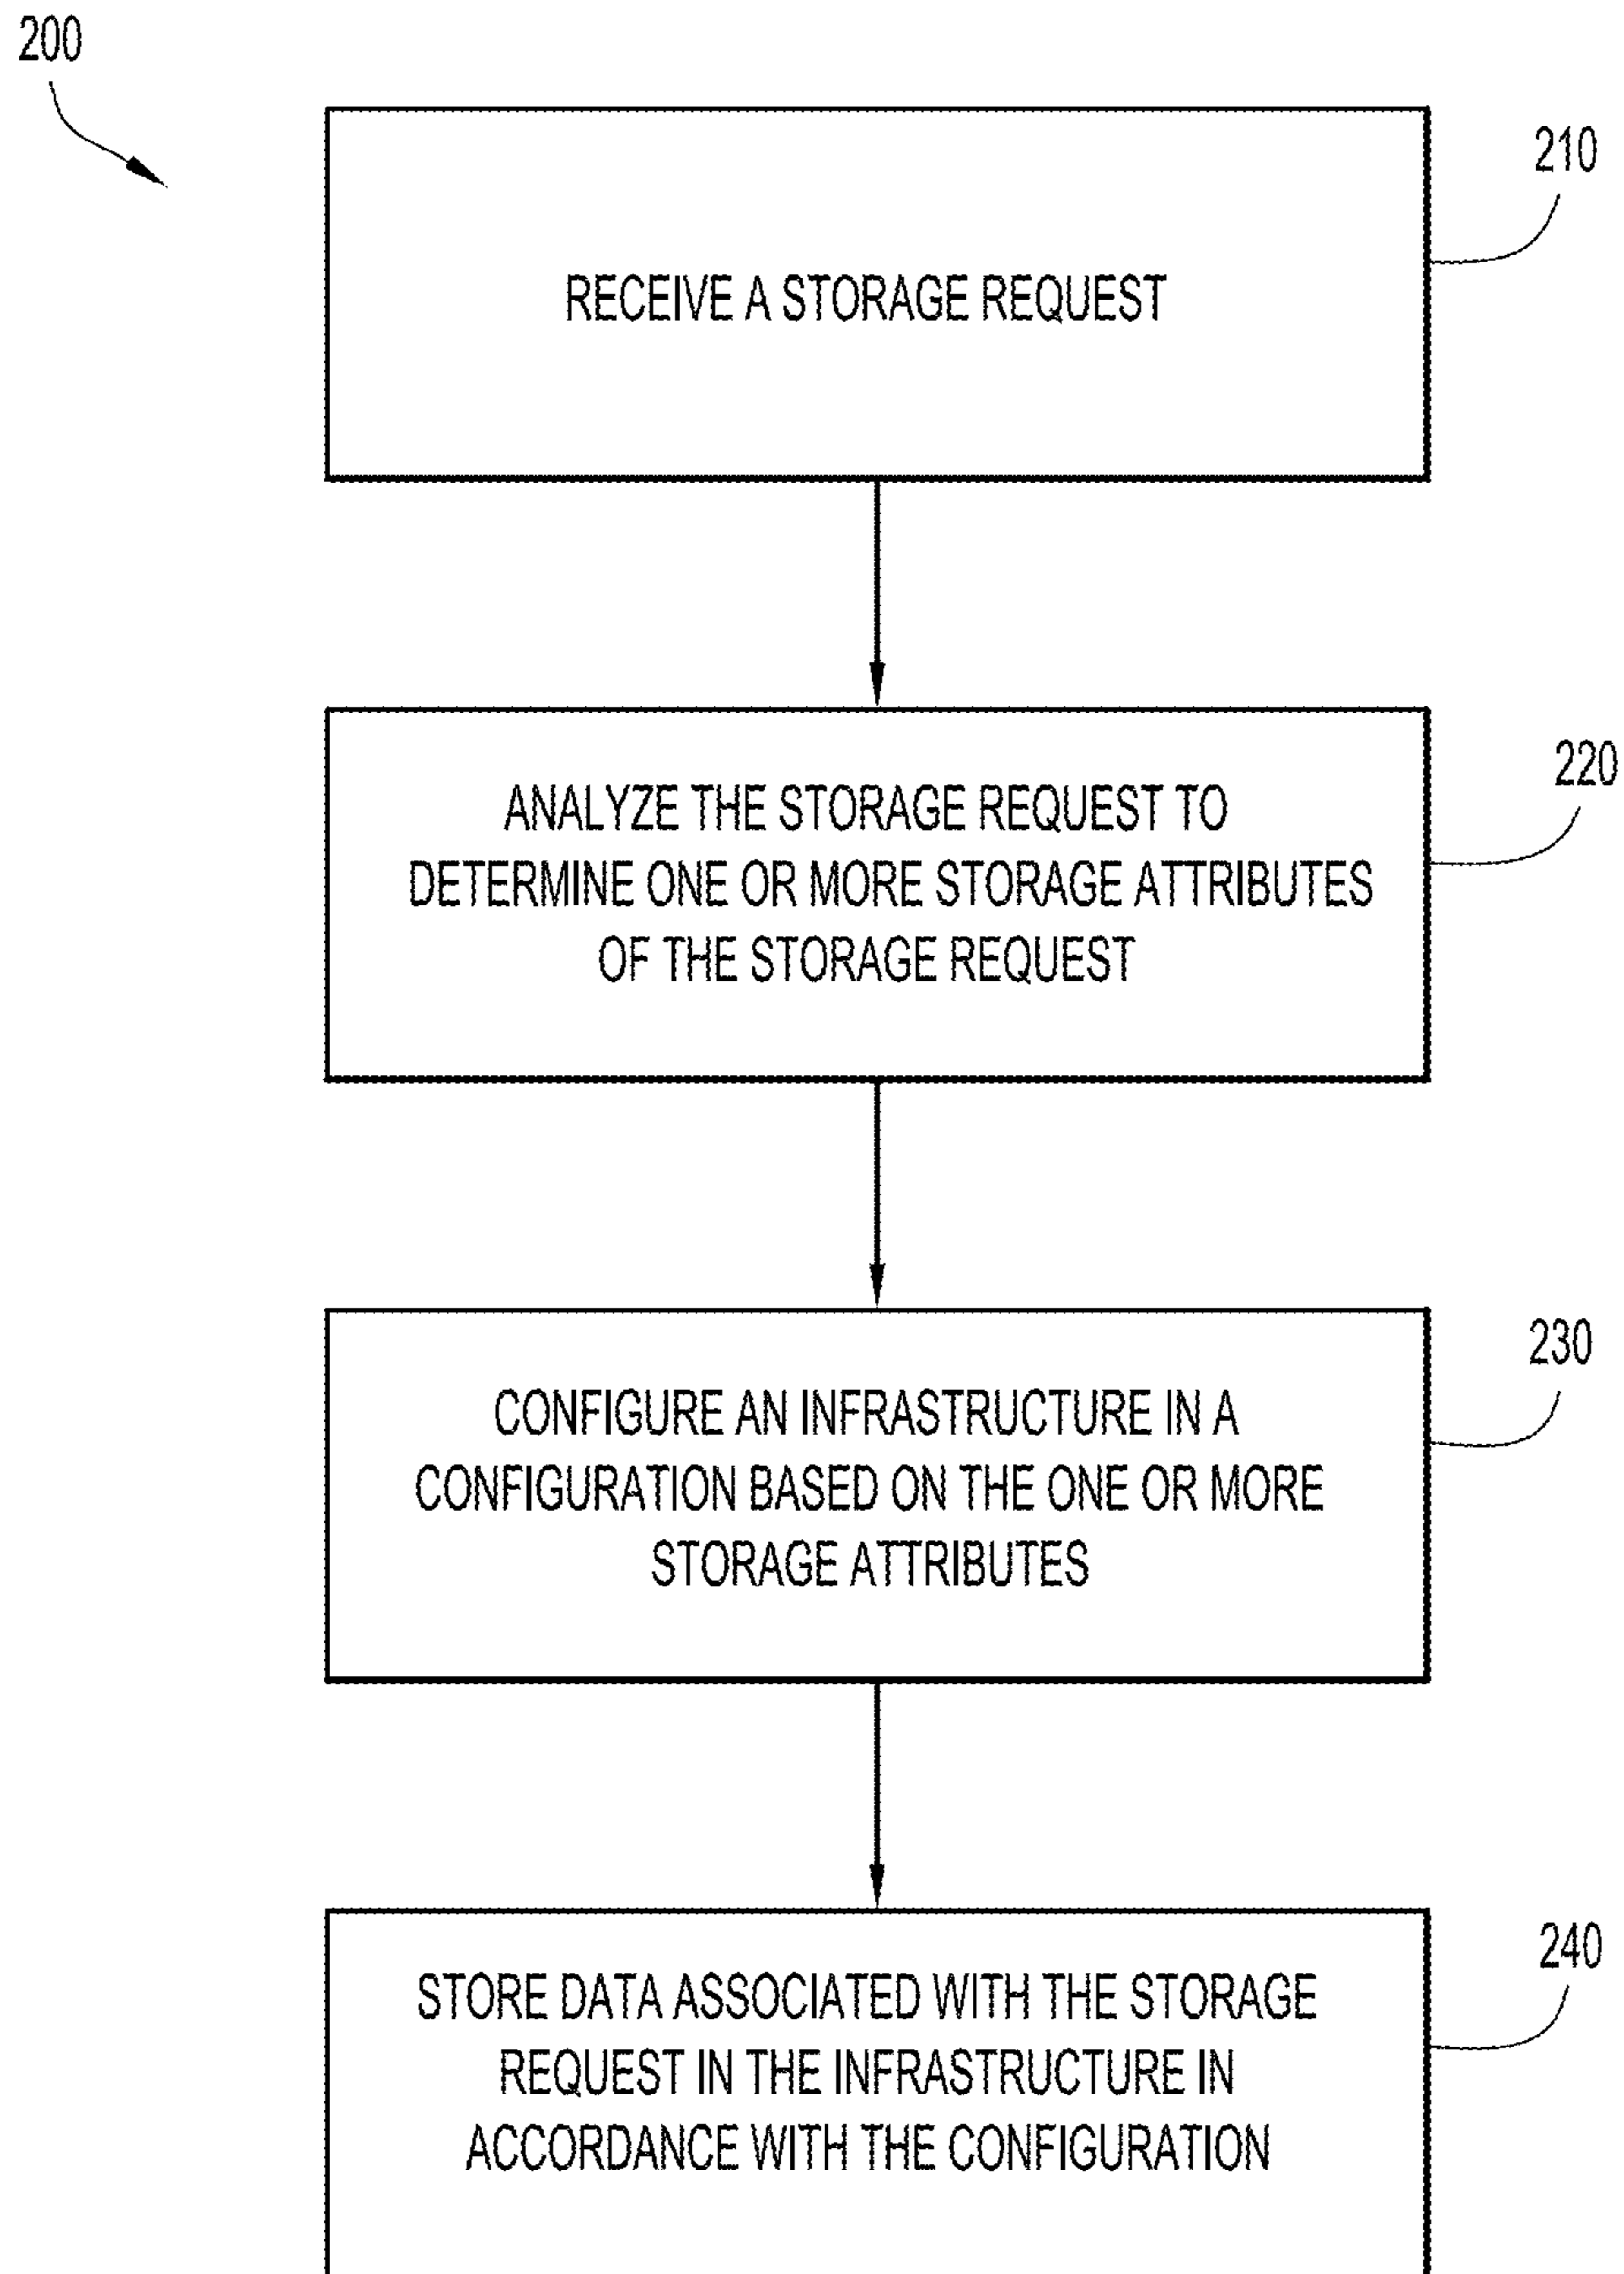 200
210
RECEIVE A STORAGE REQUEST
220
ANALYZE THE STORAGE REQUEST TO
DETERMINE ONE OR MORE STORAGE ATTRIBUTES
OF THE STORAGE REQUEST
230
CONFIGURE AN INFRASTRUCTURE IN A
CONFIGURATION BASED ON THE ONE OR MORE
STORAGE ATTRIBUTES
240
STORE DATA ASSOCIATED WITH THE STORAGE
REQUEST IN THE INFRASTRUCTURE IN
ACCORDANCE WITH THE CONFIGURATION